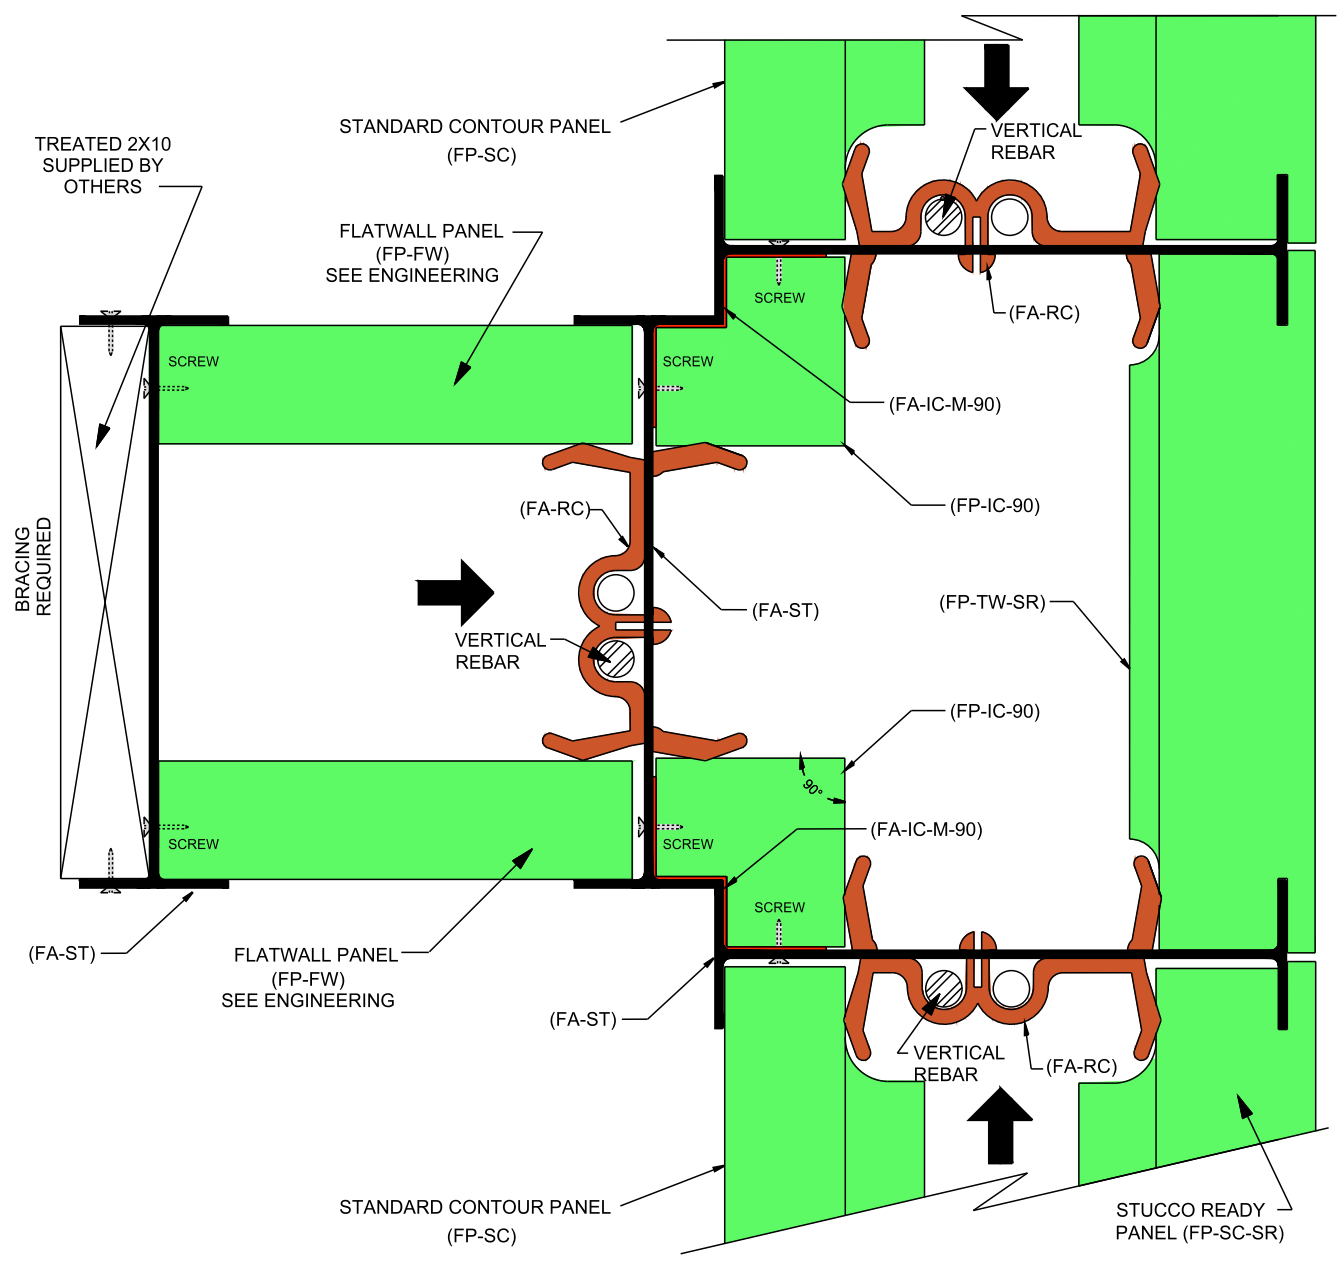 STANDARD CONTOUR PANEL
(FP-SC)
VERTICAL
REBAR
TREATED 2X10
SUPPLIED BY
OTHERS
FLATWALL PANEL
(FP-FW)
SEE ENGINEERING
SCREW
(FA-RC)
SCREW
SCREW
(FA-IC-M-90)
(FP-IC-90)
(FA-RC)
BRACING
REQUIRED
(FA-ST)
(FP-TW-SR)
VERTICAL
REBAR
(FP-IC-90)
90°
(FA-IC-M-90)
SCREW
SCREW
SCREW
(FA-ST)
FLATWALL PANEL
(FP-FW)
SEE ENGINEERING
(FA-ST)
VERTICAL
REBAR
(FA-RC)
STANDARD CONTOUR PANEL
(FP-SC)
STUCCO READY
PANEL (FP-SC-SR)